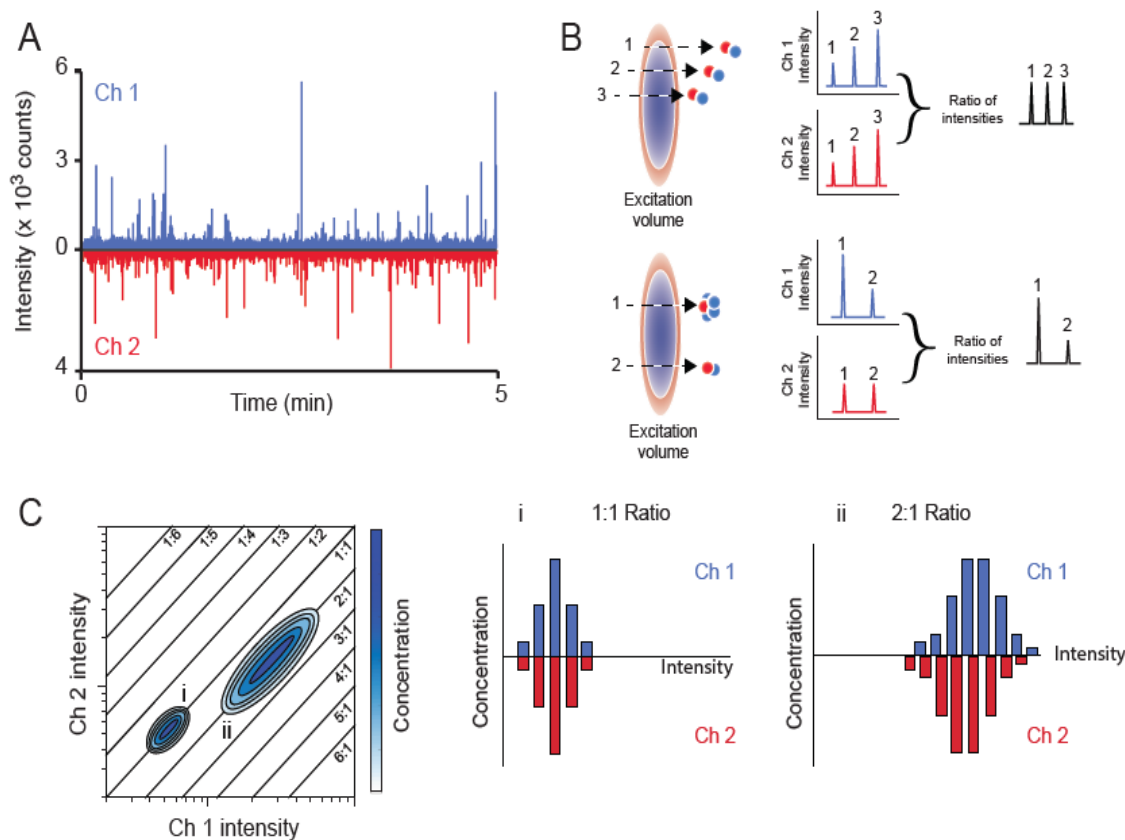 A
6
Ch 1
3
0
Ch 2
4
Intensity (x 10³ counts)
0
5
Time (min)
B
1
2
3
Excitation
volume
Ch 1
Intensity
1
2
3
Ch 2
Intensity
1
2
3
Ratio of
intensities
1 2 3
1
2
Excitation
volume
Ch 1
Intensity
1
2
Ch 2
Intensity
1 2
Ratio of
intensities
1
2
C
Ch 2 intensity
1:6
1:5
1:4
1:3
1:2
1:1
2:1
3:1
4:1
5:1
6:1
i
ii
Ch 1 intensity
Concentration
i 1:1 Ratio
Ch 1
Concentration
Intensity
Ch 2
ii 2:1 Ratio
Ch 1
Concentration
Intensity
Ch 2